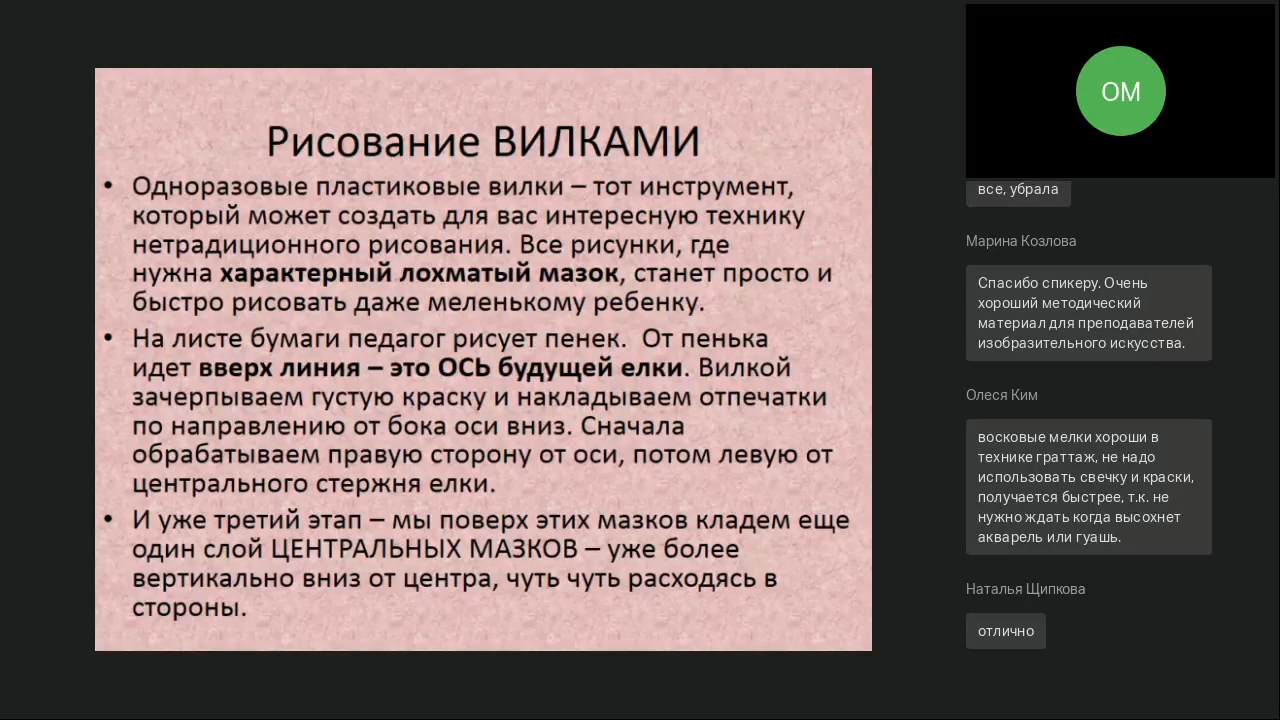 Рисование ВИЛКАМИ
• Одноразовые пластиковые вилки – тот инструмент,
который может создать для вас интересную технику
нетрадиционного рисования. Все рисунки, где
нужна характерный лохматый мазок, станет просто и
быстро рисовать даже меленькому ребенку.
• На листе бумаги педагог рисует пенек. От пенька
идет вверх линия – это ОСЬ будущей елки. Вилкой
зачерпываем густую краску и накладываем отпечатки
по направлению от бока оси вниз. Сначала
обрабатываем правую сторону от оси, потом левую от
центрального стержня елки.
• И уже третий этап – мы поверх этих мазков кладем еще
один слой ЦЕНТРАЛЬНЫХ МАЗКОВ – уже более
вертикально вниз от центра, чуть чуть расходясь в
стороны.
ОМ
все, убрала
Марина Козлова
Спасибо спикеру. Очень
хороший методический
материал для преподавателей
изобразительного искусства.
Олеся Ким
восковые мелки хороши в
технике граттаж, не надо
использовать свечку и краски,
получается быстрее, т.к. не
нужно ждать когда высохнет
акварель или гуашь.
Наталья Щипкова
отлично